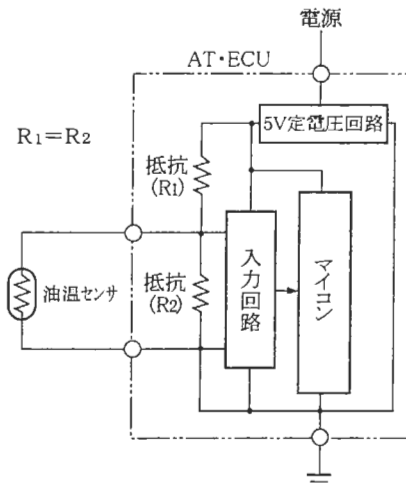 電源
AT・ECU
5V定電圧回路
R1=R2
抵抗
(R1)
油温センサ
抵抗
(R2)
入力回路
マイコン